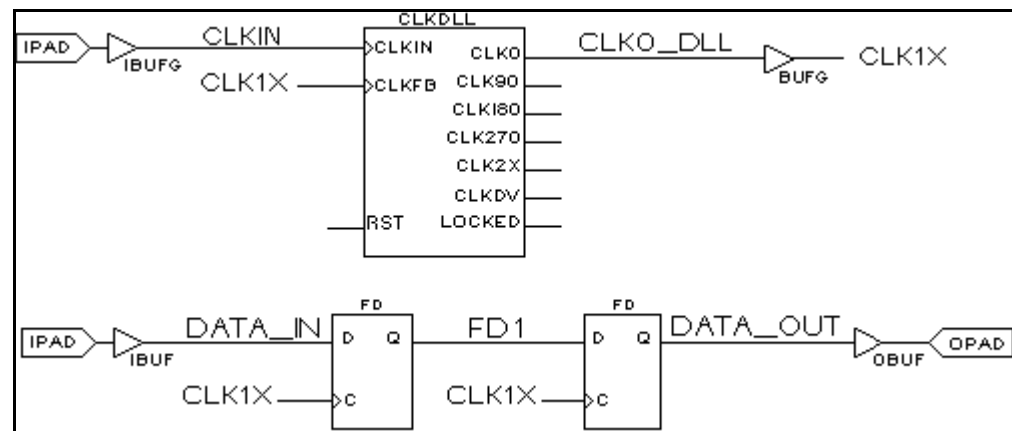 CLKDLL
IPAD
IBUFG
CLKIN
CLKIN
CLK0
CLK0_DLL
BUFG
CLK1X
CLK1X
CLKFB
CLK90
CLK180
CLK270
CLK2X
CLKDV
RST
LOCKED
FD
FD
IPAD
IBUF
DATA_IN
D
Q
FD1
D
Q
DATA_OUT
OBUF
OPAD
CLK1X
C
CLK1X
C